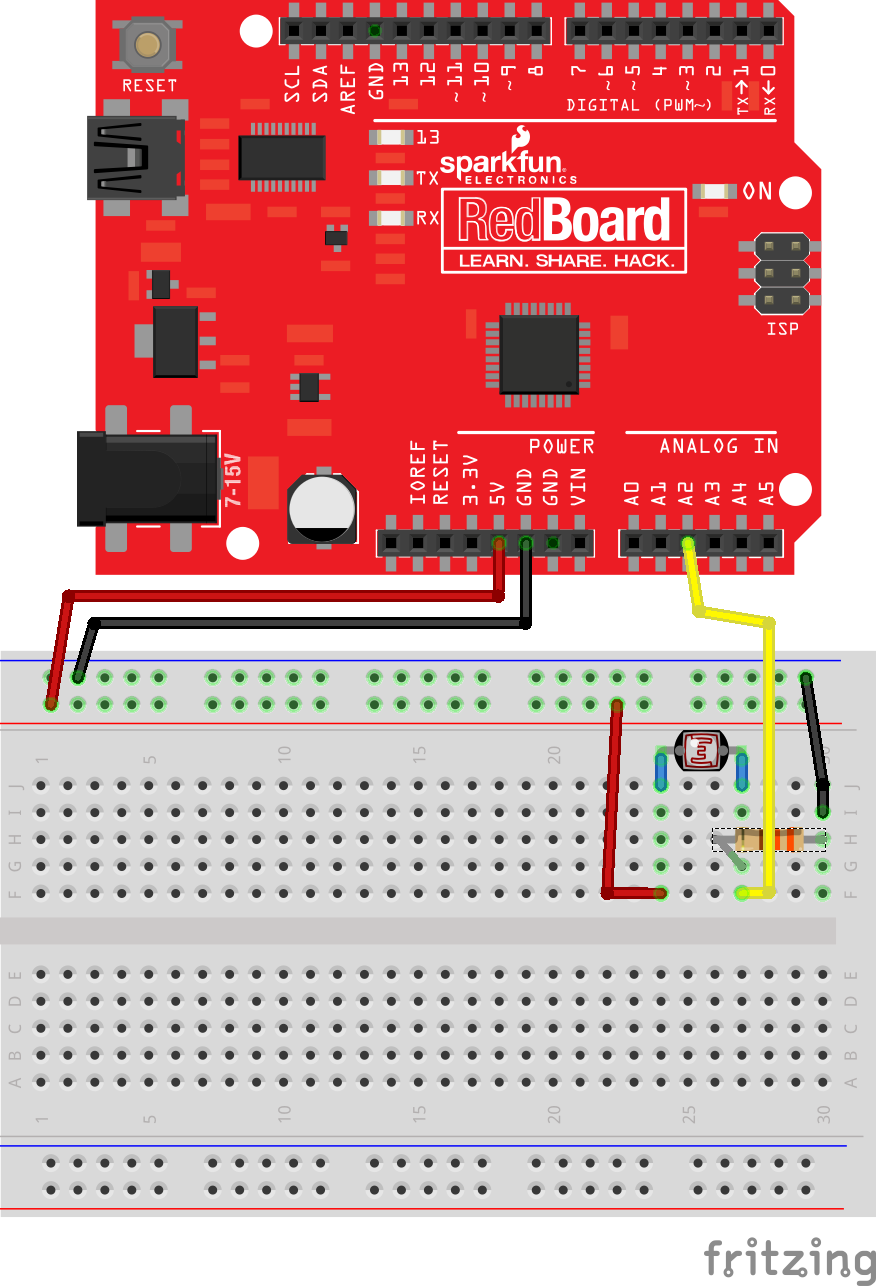 RESET
SCL SDA AREF GND 13 12 ~11 ~10 ~9 8 7 ~6 ~5 4 ~3 2 TX→1 RX←0
DIGITAL (PWM~)
13
TX
RX
sparkfun
ELECTRONICS
RedBoard
LEARN. SHARE. HACK.
ON
ISP
7-15V
POWER
ANALOG IN
IOREF RESET 3.3V 5V GND GND VIN A0 A1 A2 A3 A4 A5
1 5 10 15 20 30
J J
I I
H H
G G
F F
E E
D D
C C
B B
A A
1 5 10 15 20 25 30
fritzing